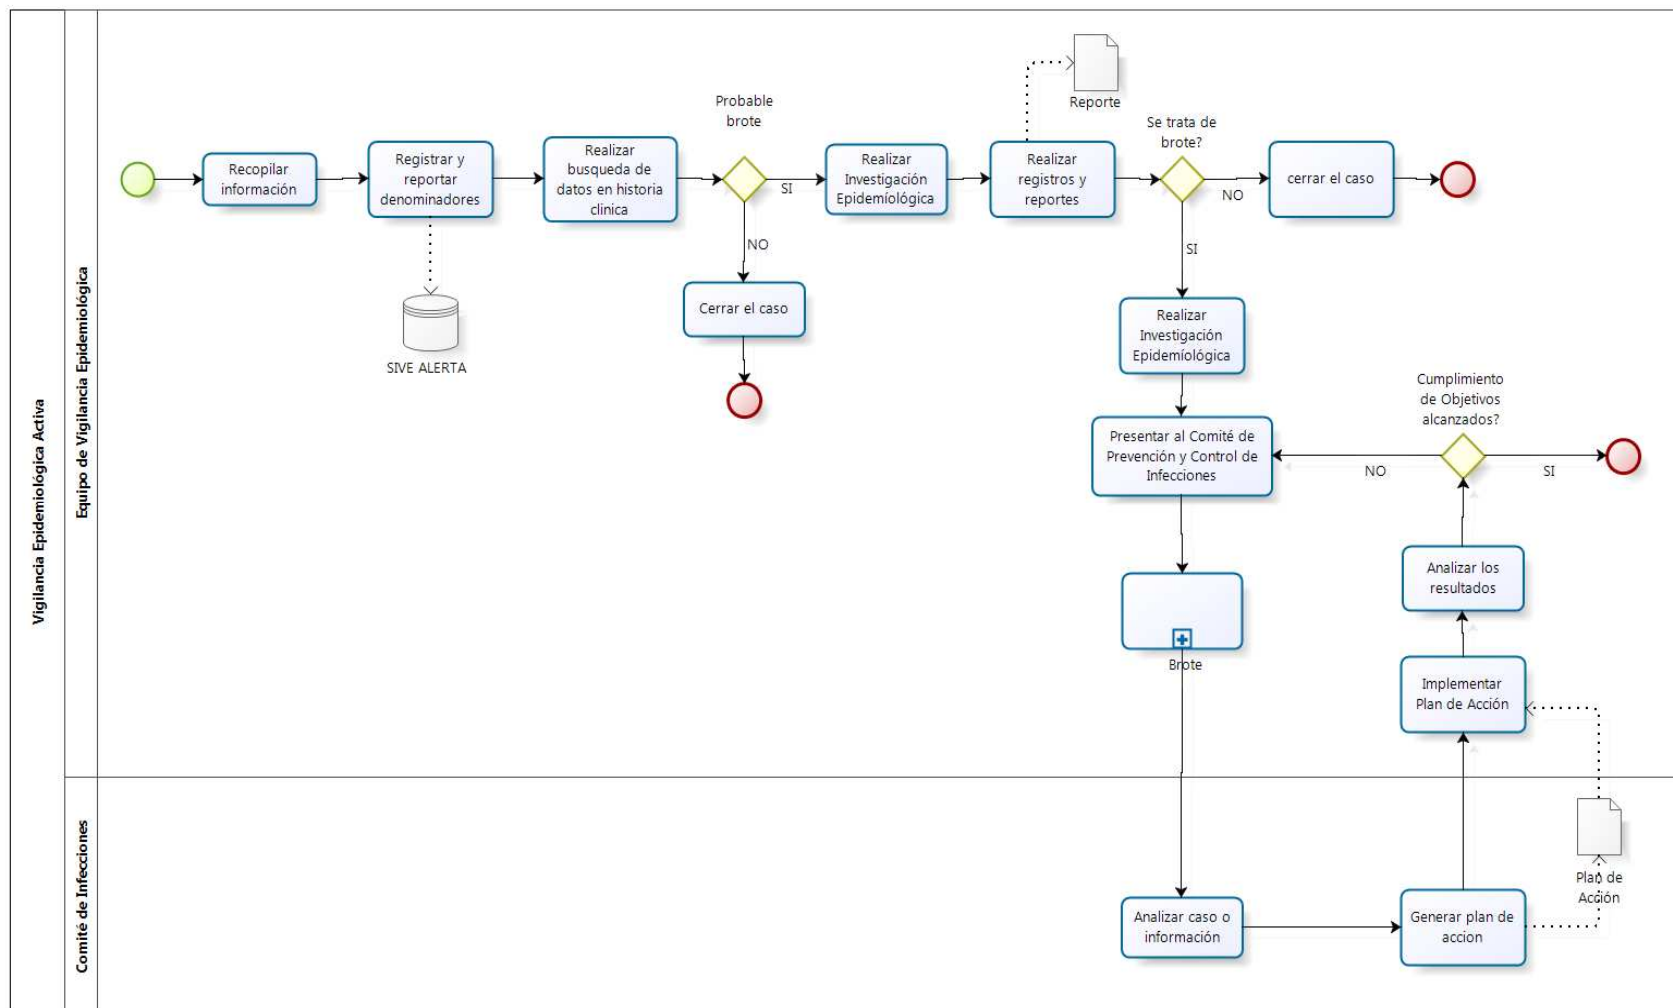 Vigilancia Epidemiológica Activa
Equipo de Vigilancia Epidemiológica
Recopilar
información
Registrar y
reportar
denominadores
SIVE ALERTA
Realizar
busqueda de
datos en historia
clinica
Probable
brote
SI
NO
Cerrar el caso
Realizar
Investigación
Epidemíológica
Realizar
registros y
reportes
Reporte
Se trata de
brote?
NO
cerrar el caso
SI
Realizar
Investigación
Epidemíológica
Presentar al Comité de
Prevención y Control de
Infecciones
Brote
Cumplimiento
de Objetivos
alcanzados?
NO
SI
Analizar los
resultados
Implementar
Plan de Acción
Comité de Infecciones
Analizar caso o
información
Generar plan de
accion
Plan de
Acción